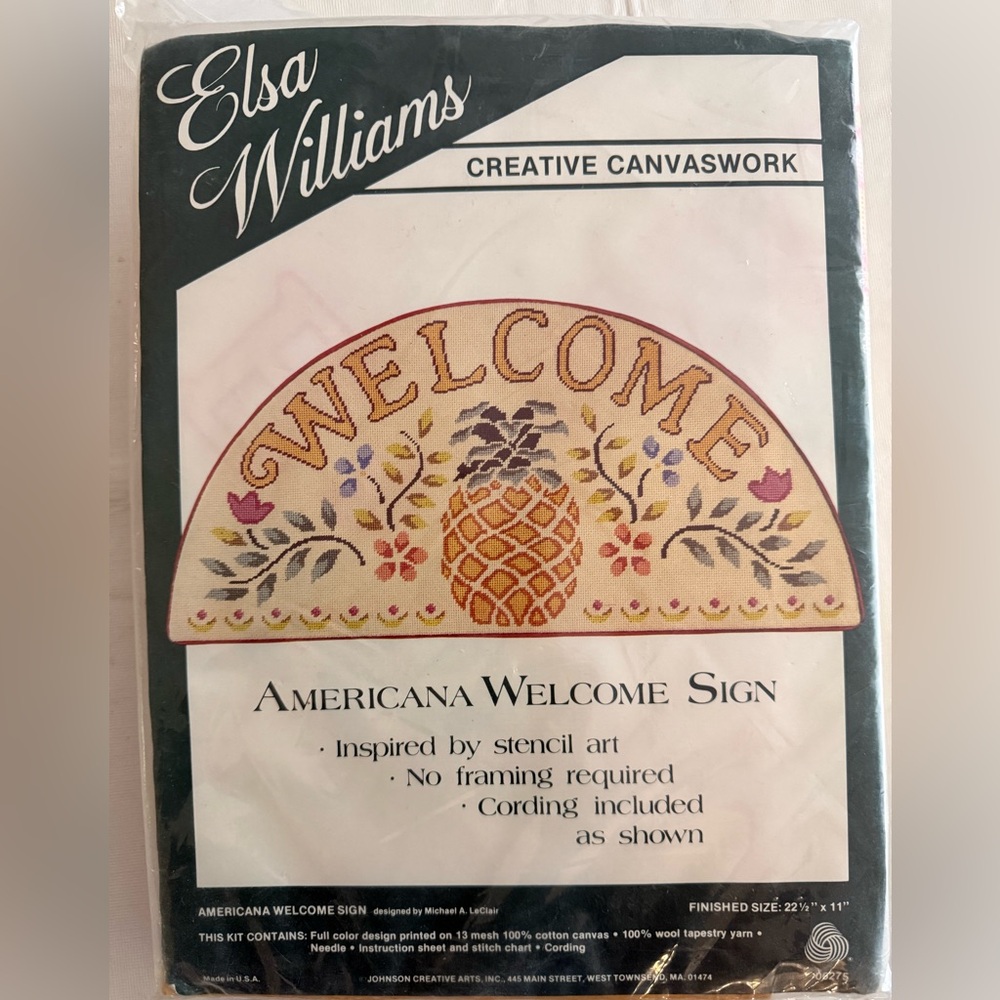 Elsa
Williams
CREATIVE CANVASWORK
WELCOME
AMERICANA WELCOME SIGN
· Inspired by stencil art
· No framing required
· Cording included
as shown
AMERICANA WELCOME SIGN designed by Michael A. LeClair
FINISHED SIZE: 22½" x 11"
THIS KIT CONTAINS: Full color design printed on 13 mesh 100% cotton canvas • 100% wool tapestry yarn •
Needle • Instruction sheet and stitch chart • Cording
Made in U.S.A.
JOHNSON CREATIVE ARTS, INC., 445 MAIN STREET, WEST TOWNSEND, MA. 01474